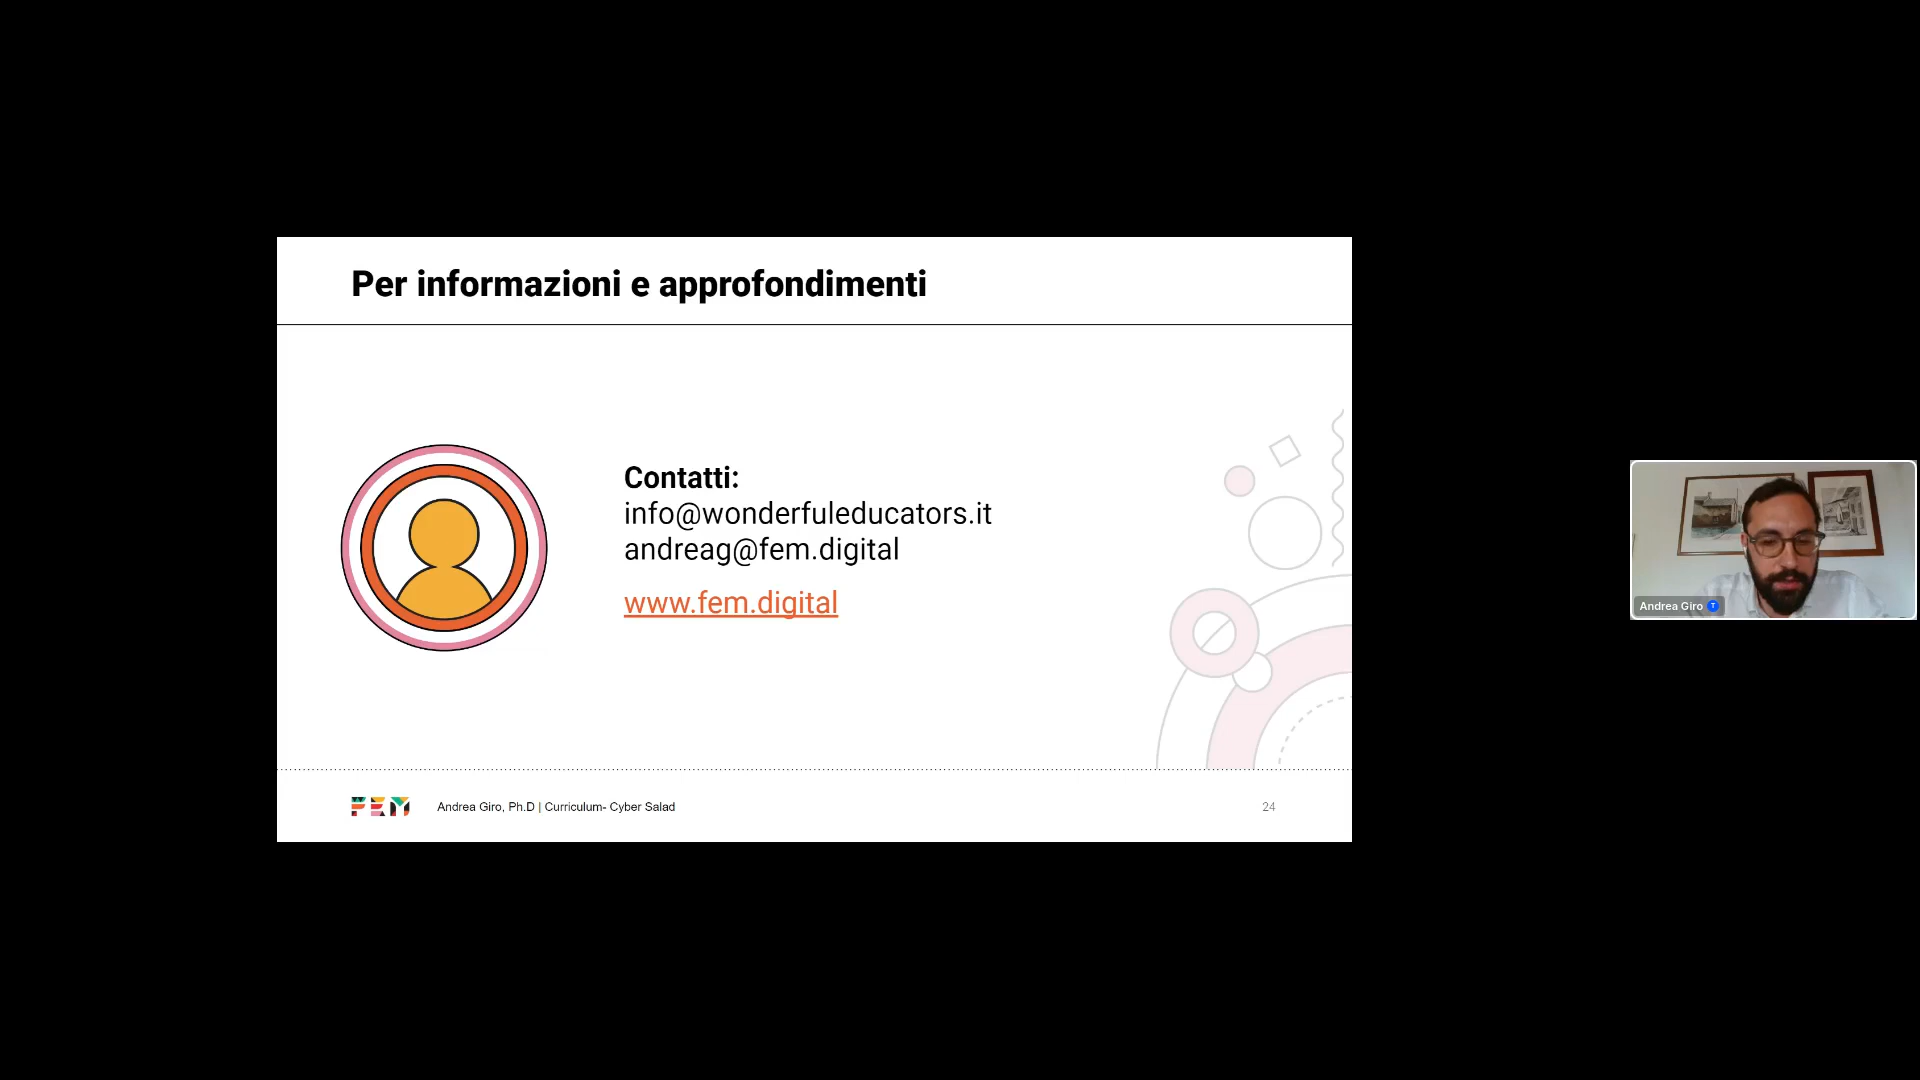 Per informazioni e approfondimenti
Contatti:
info@wonderfuleducators.it
andreag@fem.digital
www.fem.digital
FEM
Andrea Giro, Ph.D | Curriculum- Cyber Salad
24
Andrea Giro T